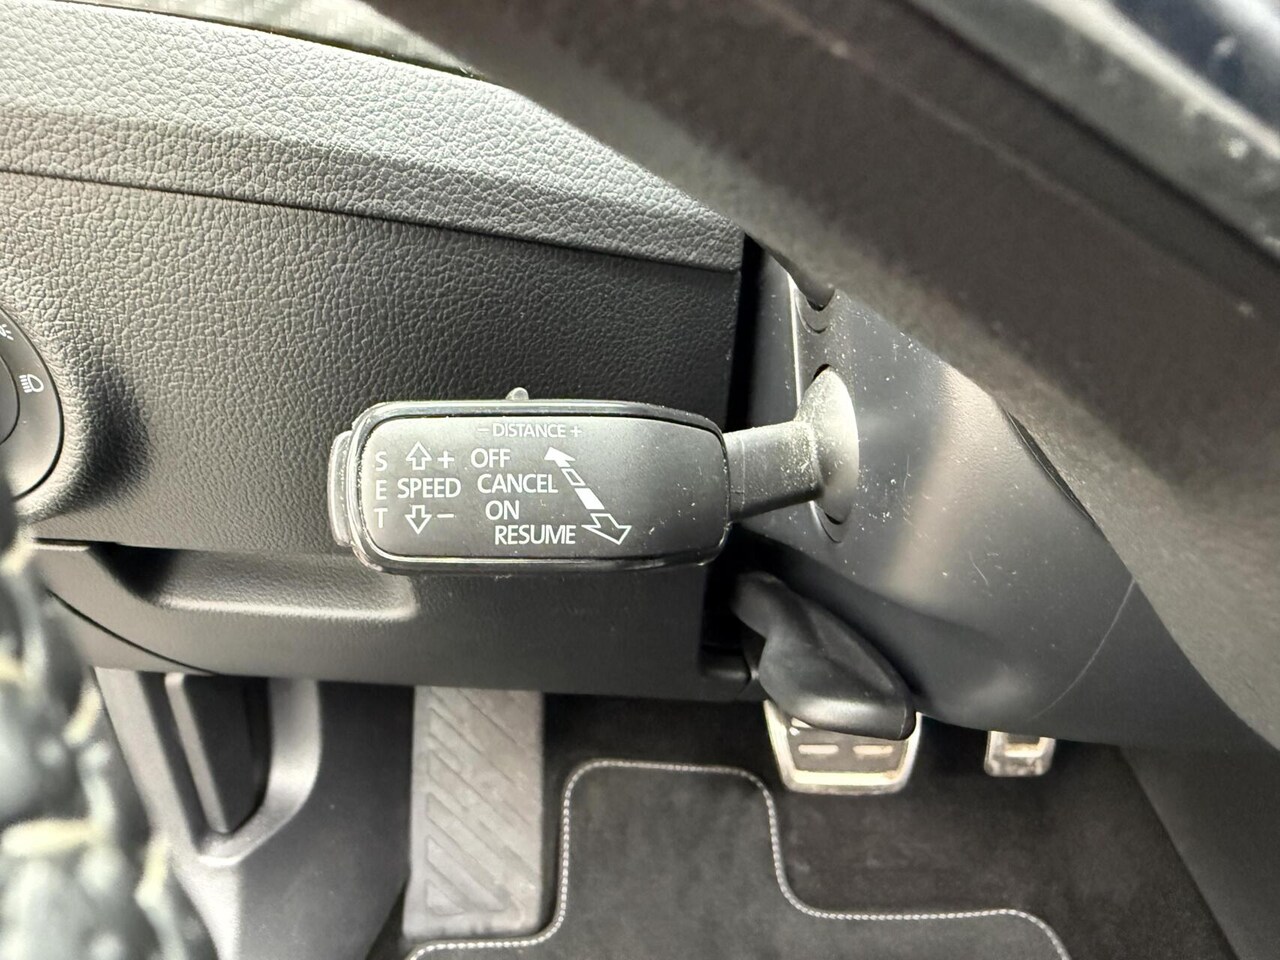 – DISTANCE +
S + OFF
E SPEED CANCEL
T – ON
RESUME